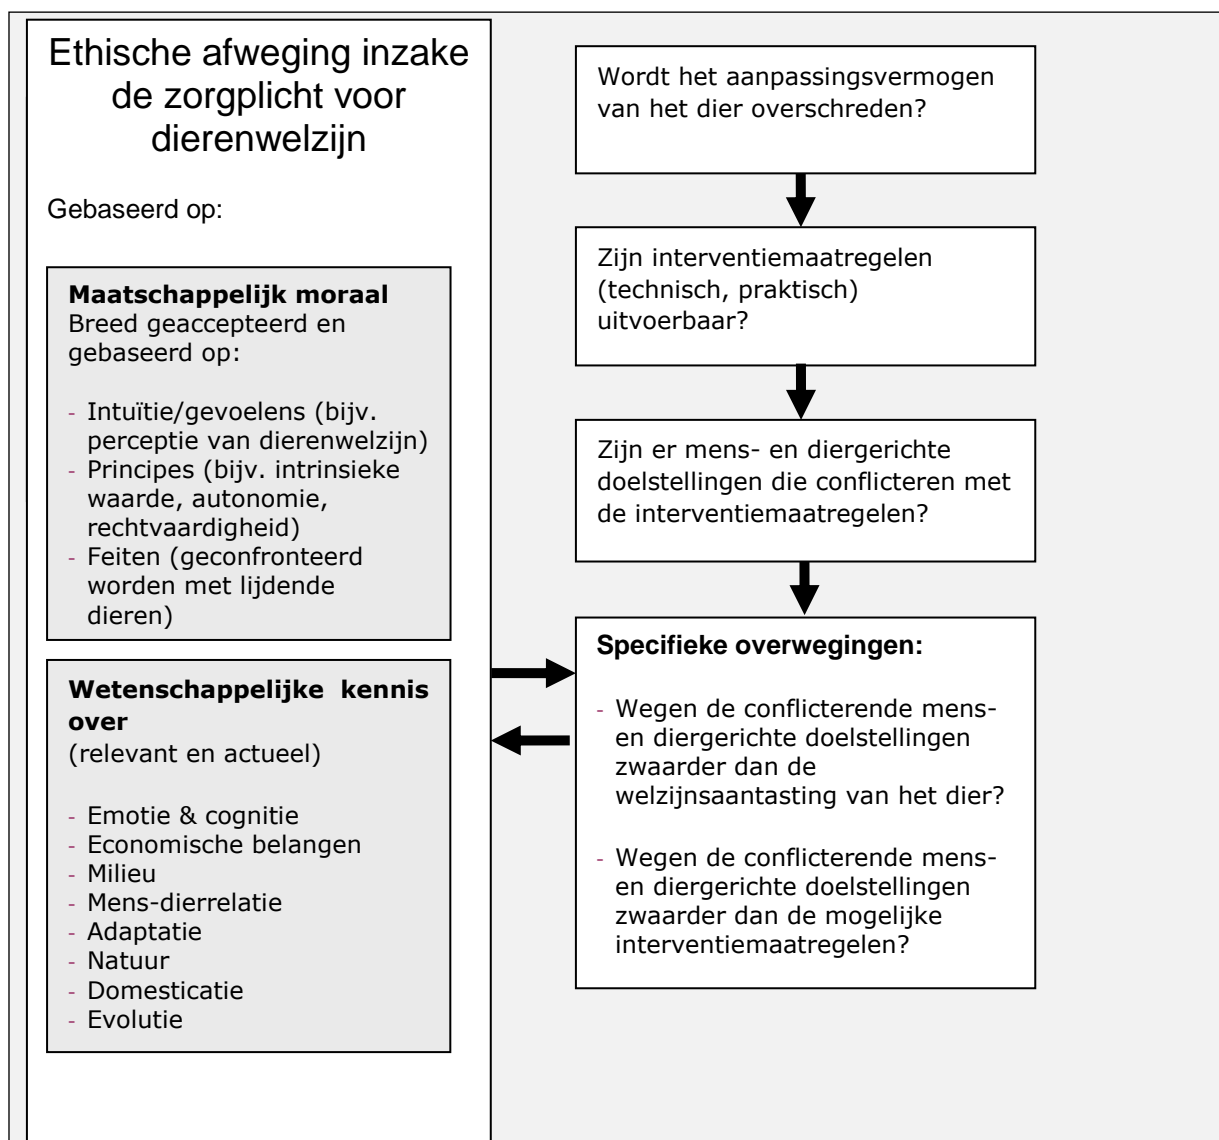 Ethische afweging inzake
de zorgplicht voor
dierenwelzijn
Gebaseerd op:
Maatschappelijk moraal
Breed geaccepteerd en
gebaseerd op:
- Intuïtie/gevoelens (bijv.
perceptie van dierenwelzijn)
- Principes (bijv. intrinsieke
waarde, autonomie,
rechtvaardigheid)
- Feiten (geconfronteerd
worden met lijdende
dieren)
Wetenschappelijke kennis
over
(relevant en actueel)
- Emotie & cognitie
- Economische belangen
- Milieu
- Mens-dierrelatie
- Adaptatie
- Natuur
- Domesticatie
- Evolutie
Wordt het aanpassingsvermogen
van het dier overschreden?
Zijn interventiemaatregelen
(technisch, praktisch)
uitvoerbaar?
Zijn er mens- en diergerichte
doelstellingen die conflicteren met
de interventiemaatregelen?
Specifieke overwegingen:
- Wegen de conflicterende mens-
en diergerichte doelstellingen
zwaarder dan de
welzijnsaantasting van het dier?
- Wegen de conflicterende mens-
en diergerichte doelstellingen
zwaarder dan de mogelijke
interventiemaatregelen?